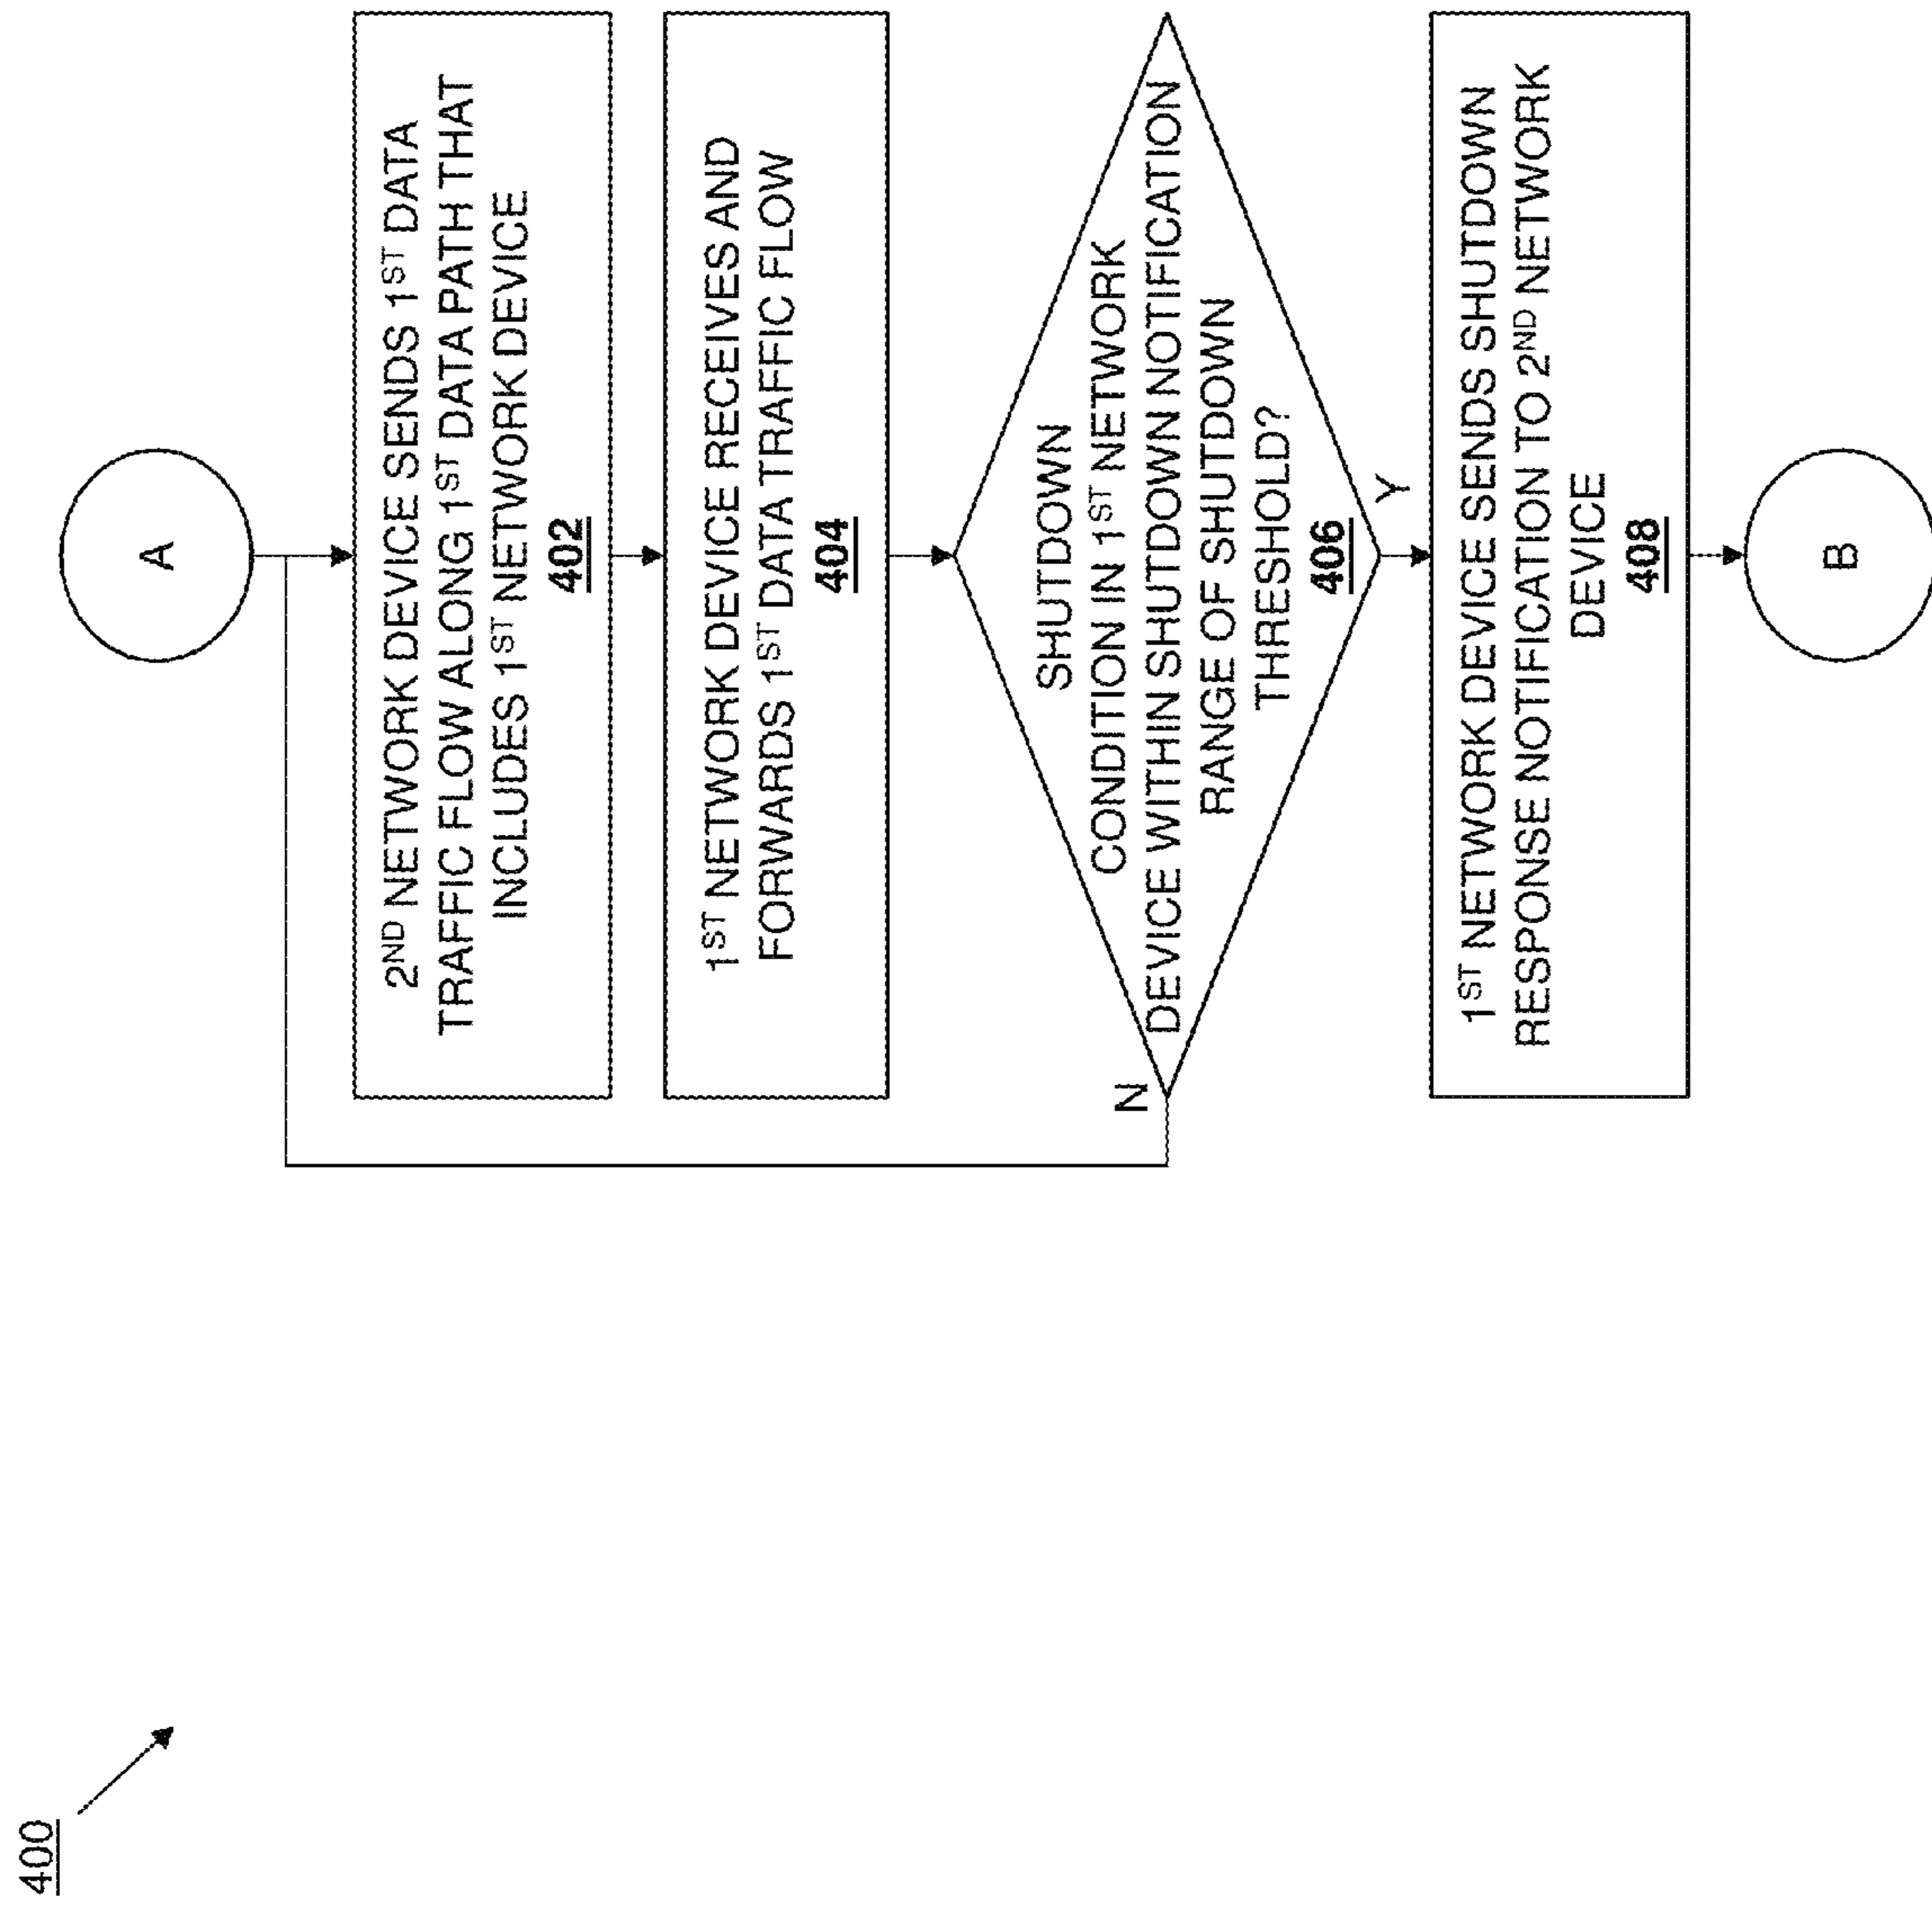 400
A
2ND NETWORK DEVICE SENDS 1ST DATA
TRAFFIC FLOW ALONG 1ST DATA PATH THAT
INCLUDES 1ST NETWORK DEVICE
402
1ST NETWORK DEVICE RECEIVES AND
FORWARDS 1ST DATA TRAFFIC FLOW
404
SHUTDOWN
CONDITION IN 1ST NETWORK
DEVICE WITHIN SHUTDOWN NOTIFICATION
RANGE OF SHUTDOWN
THRESHOLD?
406
N
Y
1ST NETWORK DEVICE SENDS SHUTDOWN
RESPONSE NOTIFICATION TO 2ND NETWORK
DEVICE
408
B